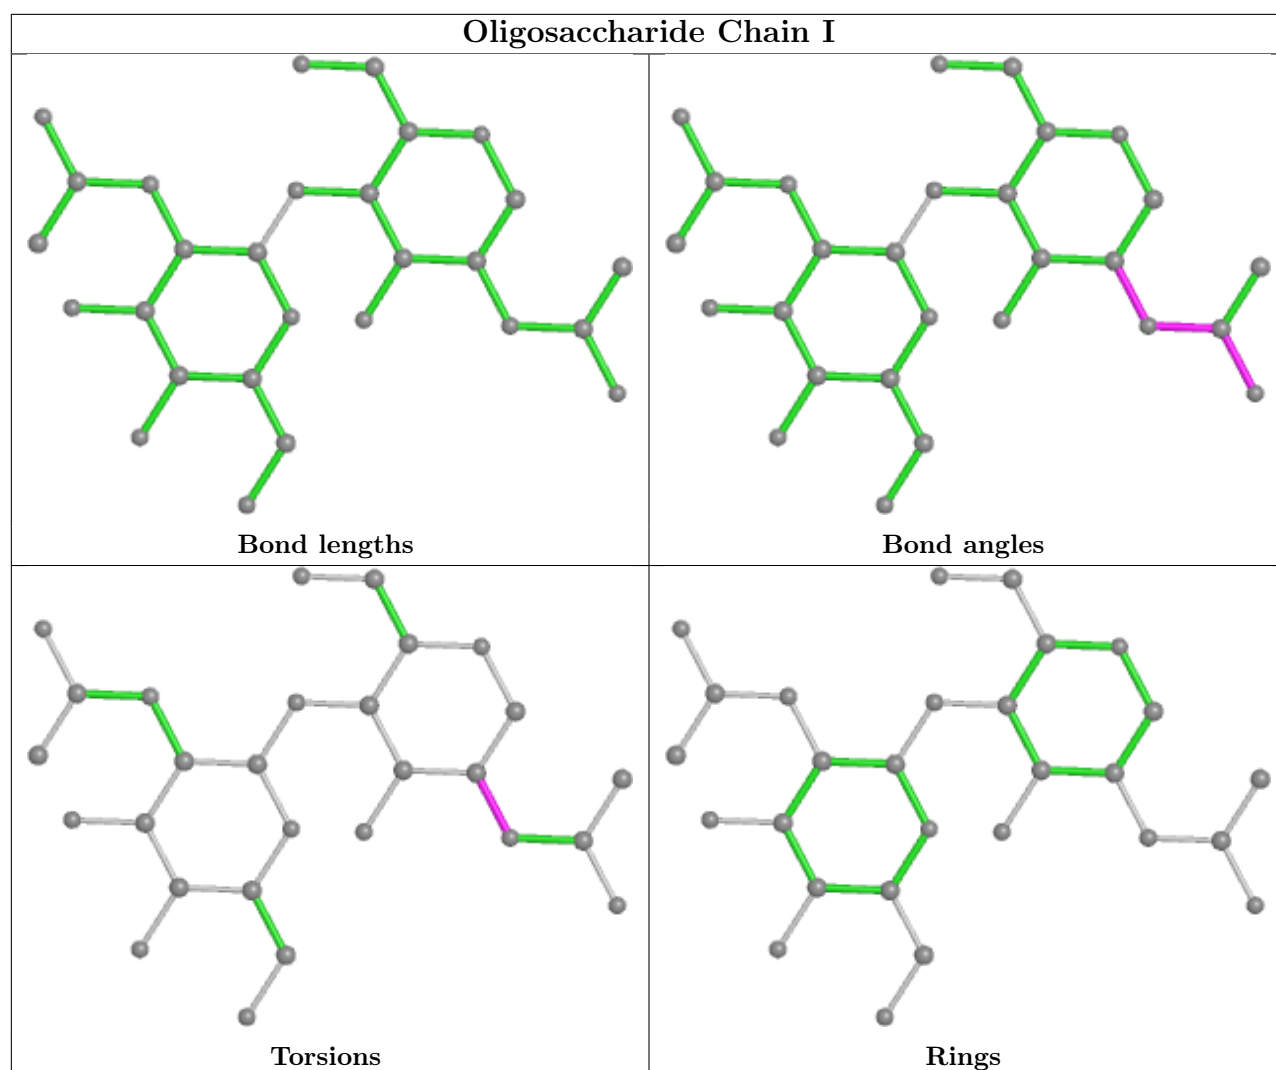 Oligosaccharide Chain I
Bond lengths
Bond angles
Torsions
Rings